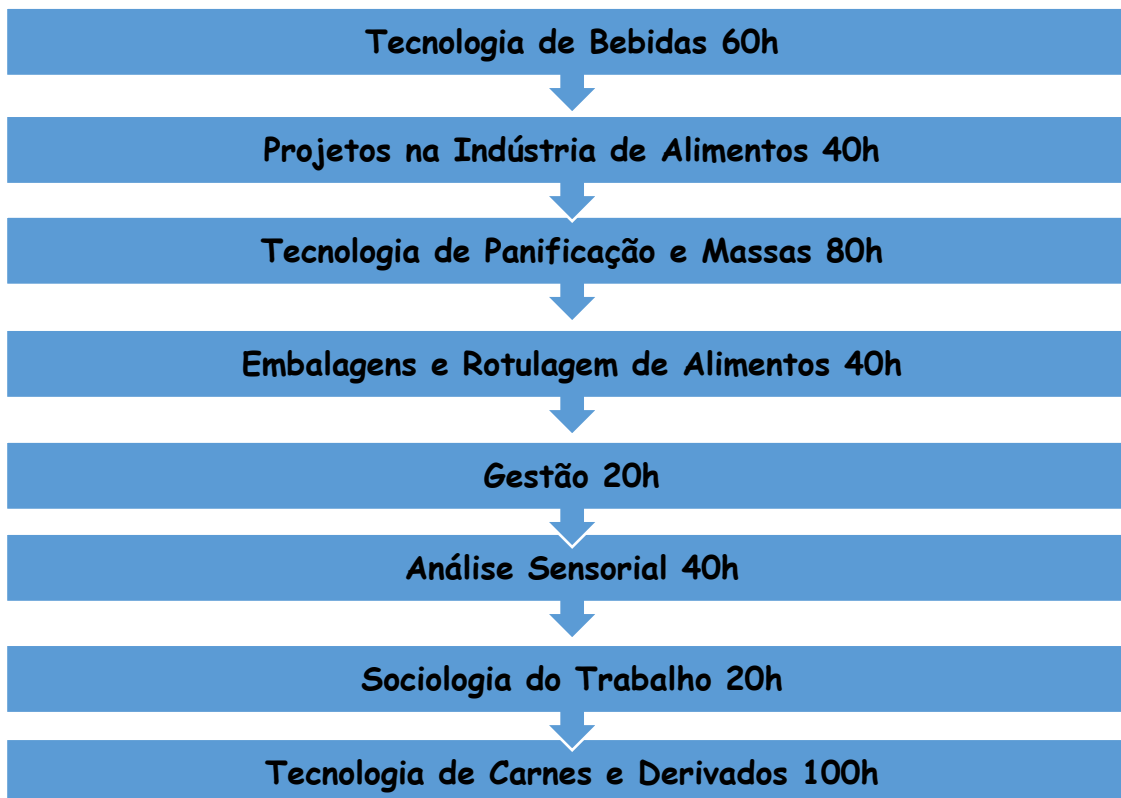 Tecnologia de Bebidas 60h
Projetos na Indústria de Alimentos 40h
Tecnologia de Panificação e Massas 80h
Embalagens e Rotulagem de Alimentos 40h
Gestão 20h
Análise Sensorial 40h
Sociologia do Trabalho 20h
Tecnologia de Carnes e Derivados 100h